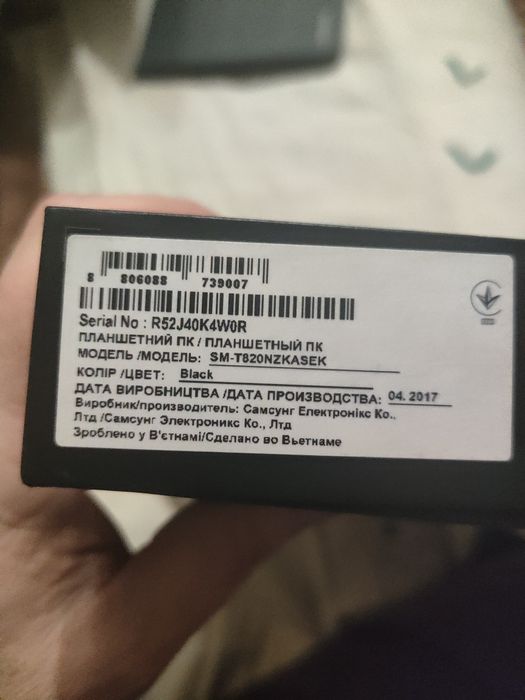 8 806088 739007
Serial No : R52J40K4W0R
ПЛАНШЕТНИЙ ПК / ПЛАНШЕТНЫЙ ПК
МОДЕЛЬ /МОДЕЛЬ: SM-T820NZKASEK
КОЛІР /ЦВЕТ: Black
ДАТА ВИРОБНИЦТВА /ДАТА ПРОИЗВОДСТВА: 04. 2017
Виробник/производитель: Самсунг Електронікс Ко.,
Лтд /Самсунг Электроникс Ко., Лтд
Зроблено у В'єтнамі/Сделано во Вьетнаме